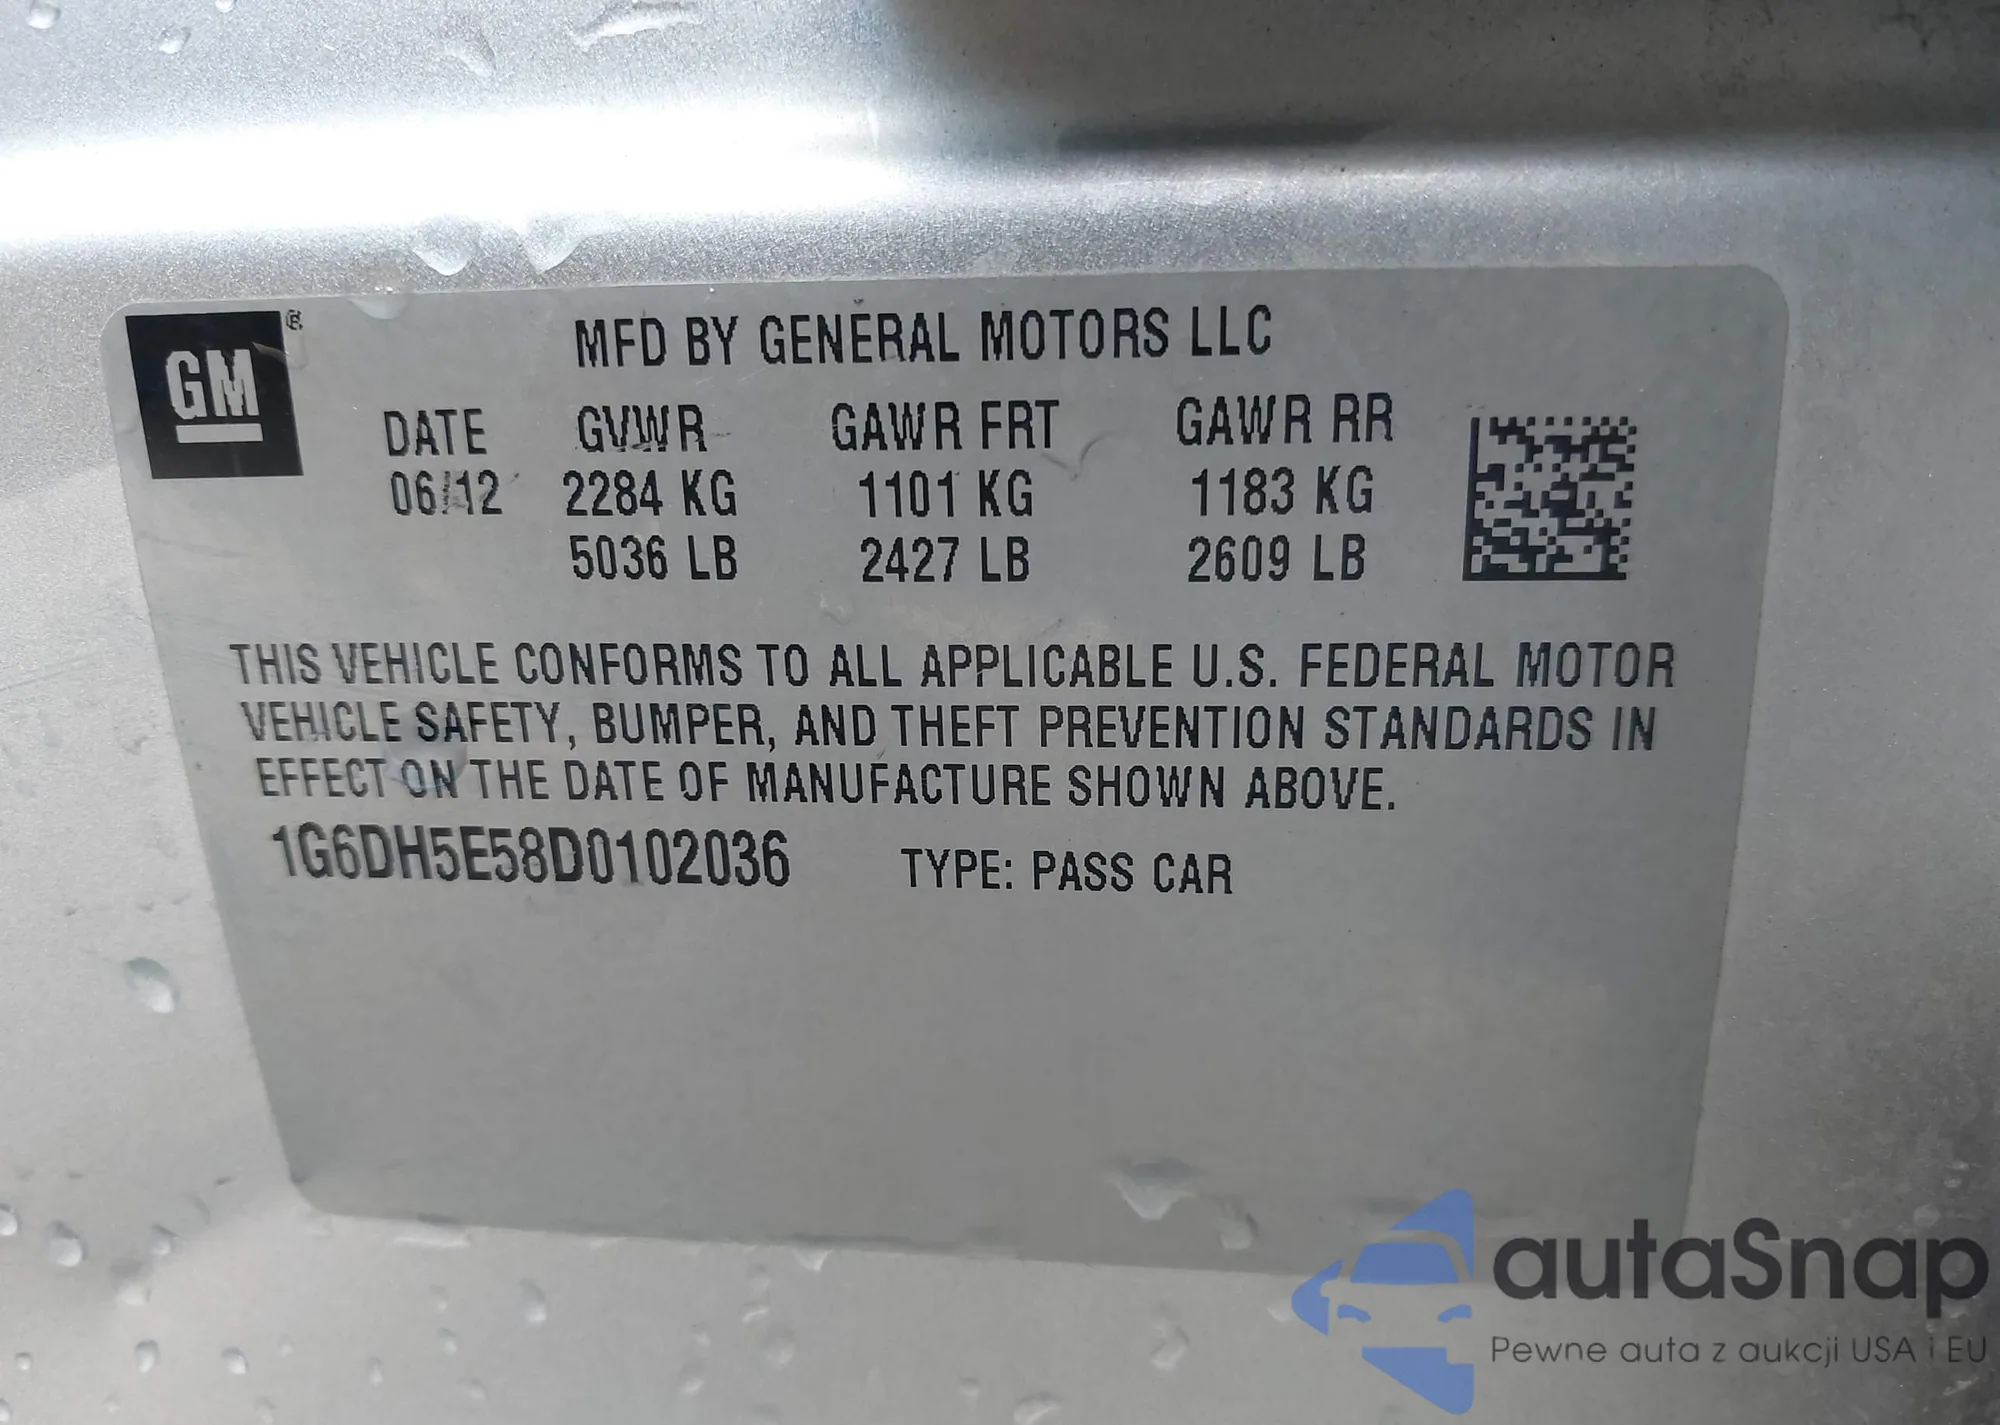 GM®
MFD BY GENERAL MOTORS LLC
DATE GVWR GAWR FRT GAWR RR
06/12 2284 KG 1101 KG 1183 KG
5036 LB 2427 LB 2609 LB
THIS VEHICLE CONFORMS TO ALL APPLICABLE U.S. FEDERAL MOTOR
VEHICLE SAFETY, BUMPER, AND THEFT PREVENTION STANDARDS IN
EFFECT ON THE DATE OF MANUFACTURE SHOWN ABOVE.
1G6DH5E58D0102036 TYPE: PASS CAR
autaSnap
Pewne auta z aukcji USA i EU